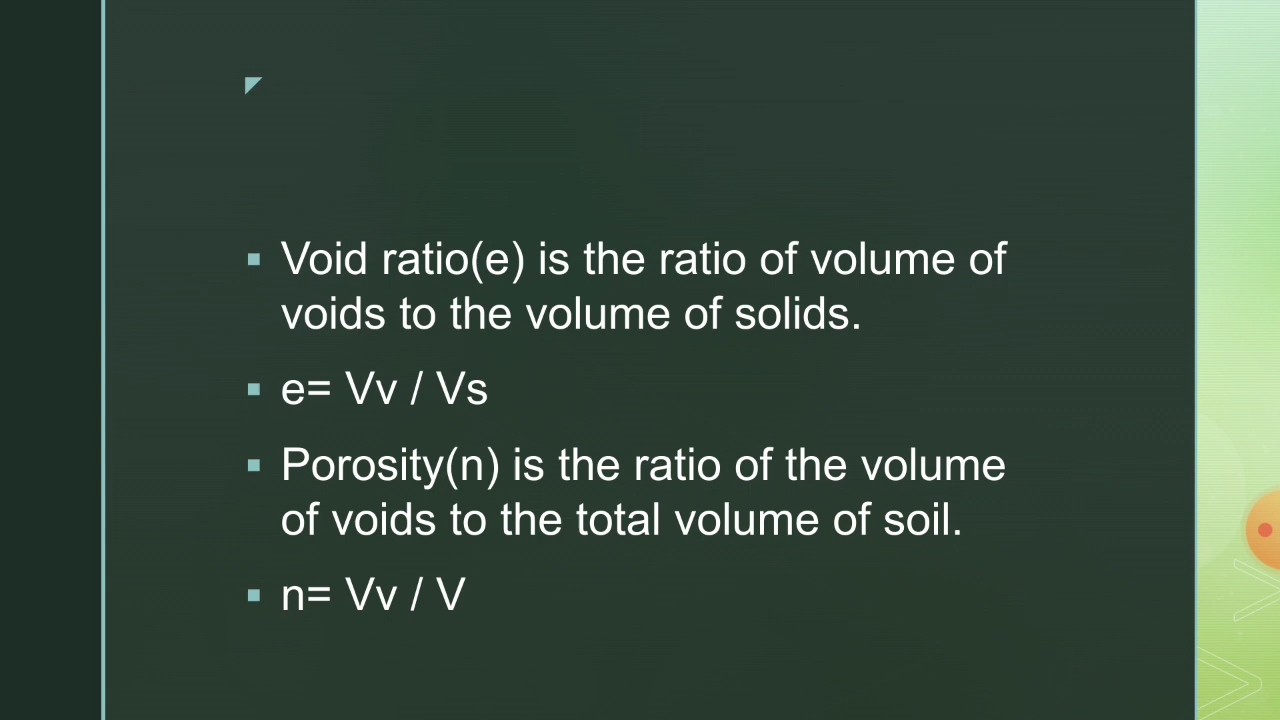 Void ratio(e) is the ratio of volume of
voids to the volume of solids.
e= Vv / Vs
Porosity(n) is the ratio of the volume
of voids to the total volume of soil.
n= Vv / V